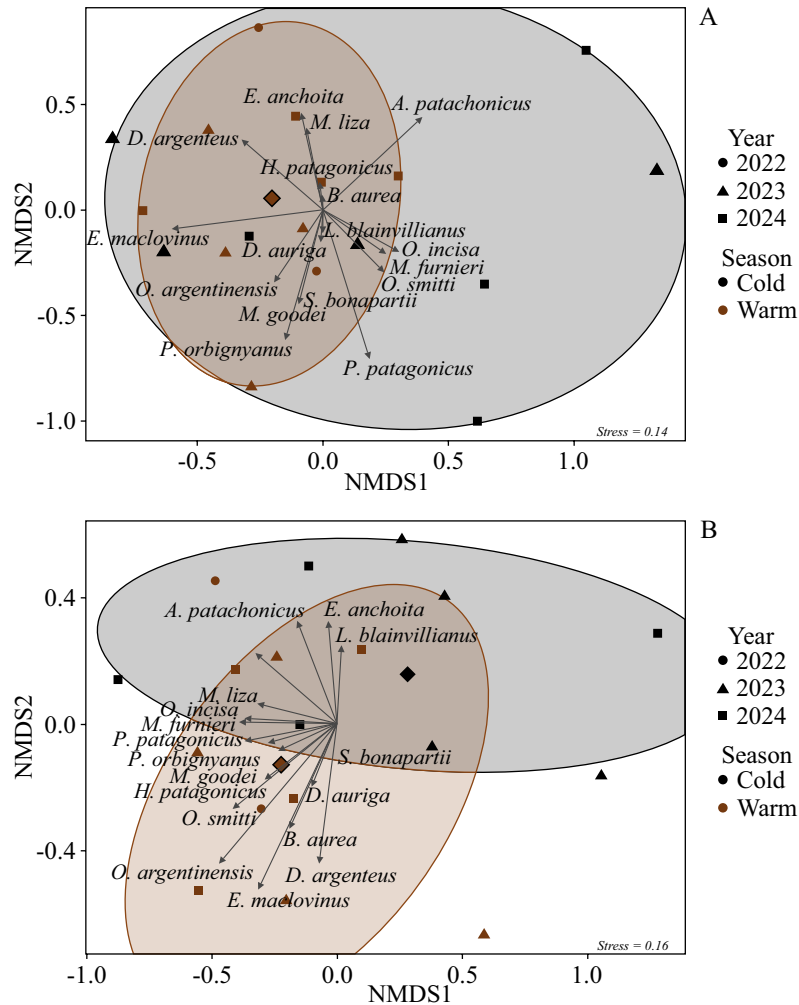 A
E. anchoita
A. patachonicus
M. liza
D. argenteus
H. patagonicus
B. aurea
L. blainvillianus
E. maclovinus
D. auriga
O. incisa
M. furnieri
O. argentinensis
O. smitti
S. bonapartii
M. goodei
P. orbignyanus
P. patagonicus
0.5
0.0
-0.5
-1.0
NMDS2
Stress = 0.14
-0.5
0.0
0.5
1.0
NMDS1
Year
2022
2023
2024
Season
Cold
Warm
B
A. patachonicus
E. anchoita
L. blainvillianus
M. liza
O. incisa
M. furnieri
P. patagonicus
P. orbignyanus
S. bonapartii
M. goodei
H. patagonicus
D. auriga
O. smitti
B. aurea
O. argentinensis
D. argenteus
E. maclovinus
0.4
0.0
-0.4
NMDS2
Stress = 0.16
-1.0
-0.5
0.0
0.5
1.0
NMDS1
Year
2022
2023
2024
Season
Cold
Warm